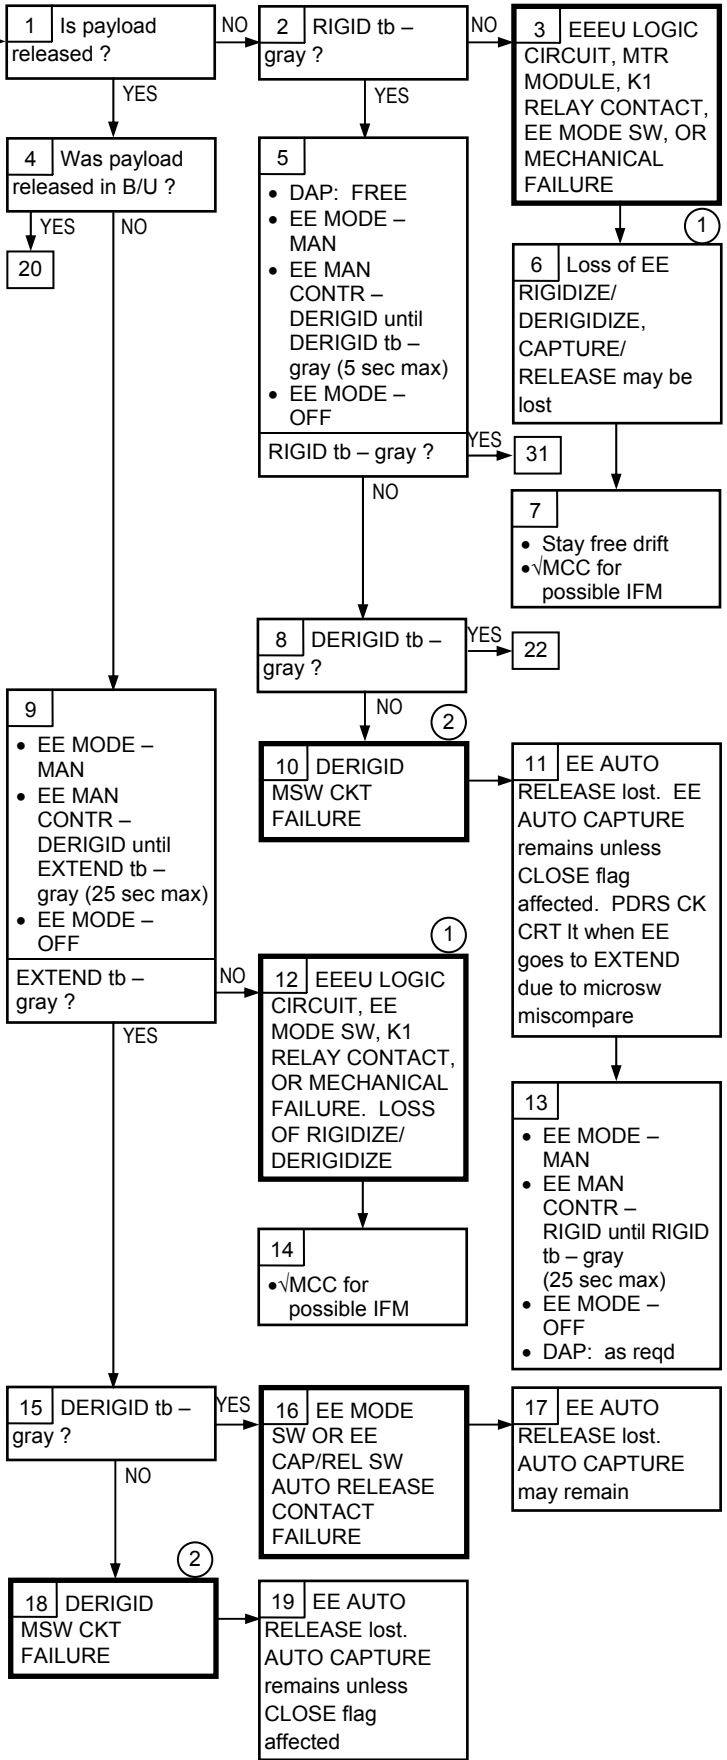 1 Is payload
released ?
NO
YES
2 RIGID tb –
gray ?
NO
YES
3 EEEU LOGIC
CIRCUIT, MTR
MODULE, K1
RELAY CONTACT,
EE MODE SW, OR
MECHANICAL
FAILURE
1
4 Was payload
released in B/U ?
YES
NO
20
5
• DAP: FREE
• EE MODE –
MAN
• EE MAN
CONTR –
DERIGID until
DERIGID tb –
gray (5 sec max)
• EE MODE –
OFF
RIGID tb – gray ?
YES
31
NO
6 Loss of EE
RIGIDIZE/
DERIGIDIZE,
CAPTURE/
RELEASE may be
lost
7
• Stay free drift
•√MCC for
possible IFM
8 DERIGID tb –
gray ?
YES
22
NO
2
9
• EE MODE –
MAN
• EE MAN
CONTR –
DERIGID until
EXTEND tb –
gray (25 sec max)
• EE MODE –
OFF
EXTEND tb –
gray ?
NO
YES
10 DERIGID
MSW CKT
FAILURE
11 EE AUTO
RELEASE lost. EE
AUTO CAPTURE
remains unless
CLOSE flag
affected. PDRS CK
CRT lt when EE
goes to EXTEND
due to microsw
miscompare
1
12 EEEU LOGIC
CIRCUIT, EE
MODE SW, K1
RELAY CONTACT,
OR MECHANICAL
FAILURE. LOSS
OF RIGIDIZE/
DERIGIDIZE
13
• EE MODE –
MAN
• EE MAN
CONTR –
RIGID until RIGID
tb – gray
(25 sec max)
• EE MODE –
OFF
• DAP: as reqd
14
•√MCC for
possible IFM
15 DERIGID tb –
gray ?
YES
NO
16 EE MODE
SW OR EE
CAP/REL SW
AUTO RELEASE
CONTACT
FAILURE
17 EE AUTO
RELEASE lost.
AUTO CAPTURE
may remain
2
18 DERIGID
MSW CKT
FAILURE
19 EE AUTO
RELEASE lost.
AUTO CAPTURE
remains unless
CLOSE flag
affected